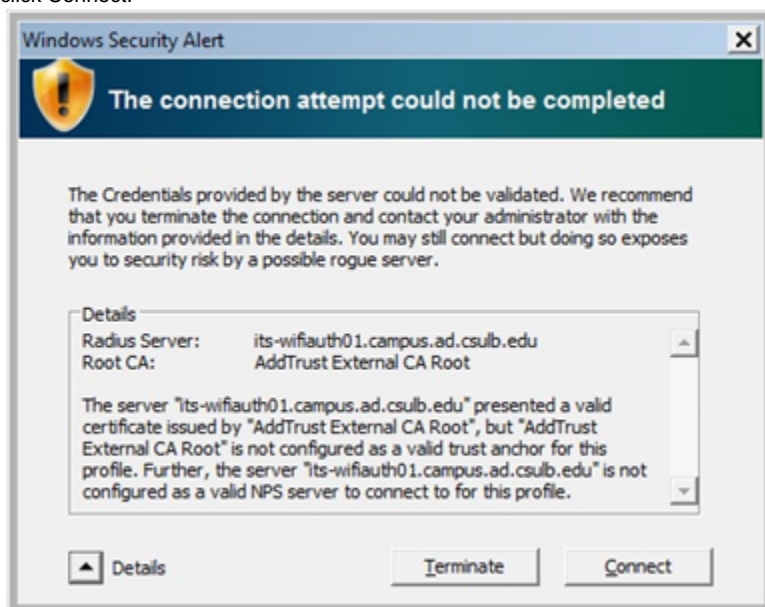 click Connect.
Windows Security Alert
The connection attempt could not be completed
The Credentials provided by the server could not be validated. We recommend
that you terminate the connection and contact your administrator with the
information provided in the details. You may still connect but doing so exposes
you to security risk by a possible rogue server.
Details
Radius Server: its-wifiauth01.campus.ad.csulb.edu
Root CA: AddTrust External CA Root
The server "its-wifiauth01.campus.ad.csulb.edu" presented a valid
certificate issued by "AddTrust External CA Root", but "AddTrust
External CA Root" is not configured as a valid trust anchor for this
profile. Further, the server "its-wifiauth01.campus.ad.csulb.edu" is not
configured as a valid NPS server to connect to for this profile.
Details
Terminate
Connect